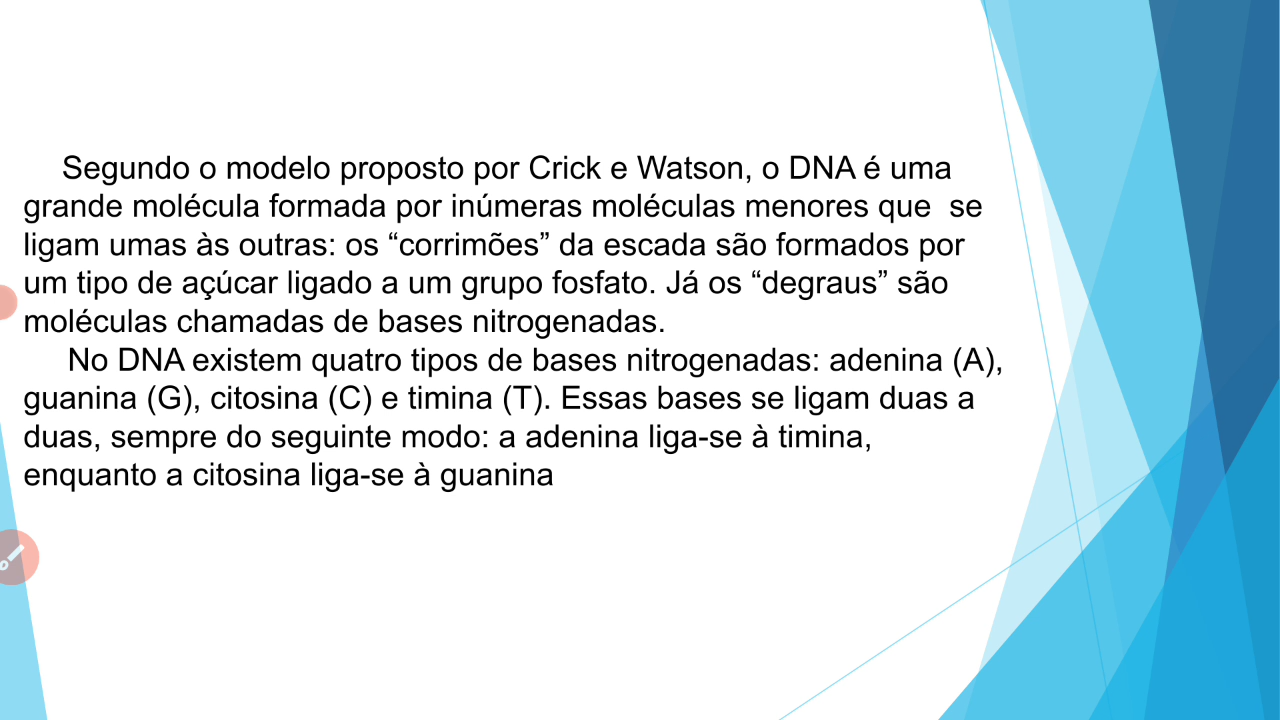 Segundo o modelo proposto por Crick e Watson, o DNA é uma
grande molécula formada por inúmeras moléculas menores que  se
ligam umas às outras: os “corrimões” da escada são formados por
um tipo de açúcar ligado a um grupo fosfato. Já os “degraus” são
moléculas chamadas de bases nitrogenadas.
No DNA existem quatro tipos de bases nitrogenadas: adenina (A),
guanina (G), citosina (C) e timina (T). Essas bases se ligam duas a
duas, sempre do seguinte modo: a adenina liga-se à timina,
enquanto a citosina liga-se à guanina